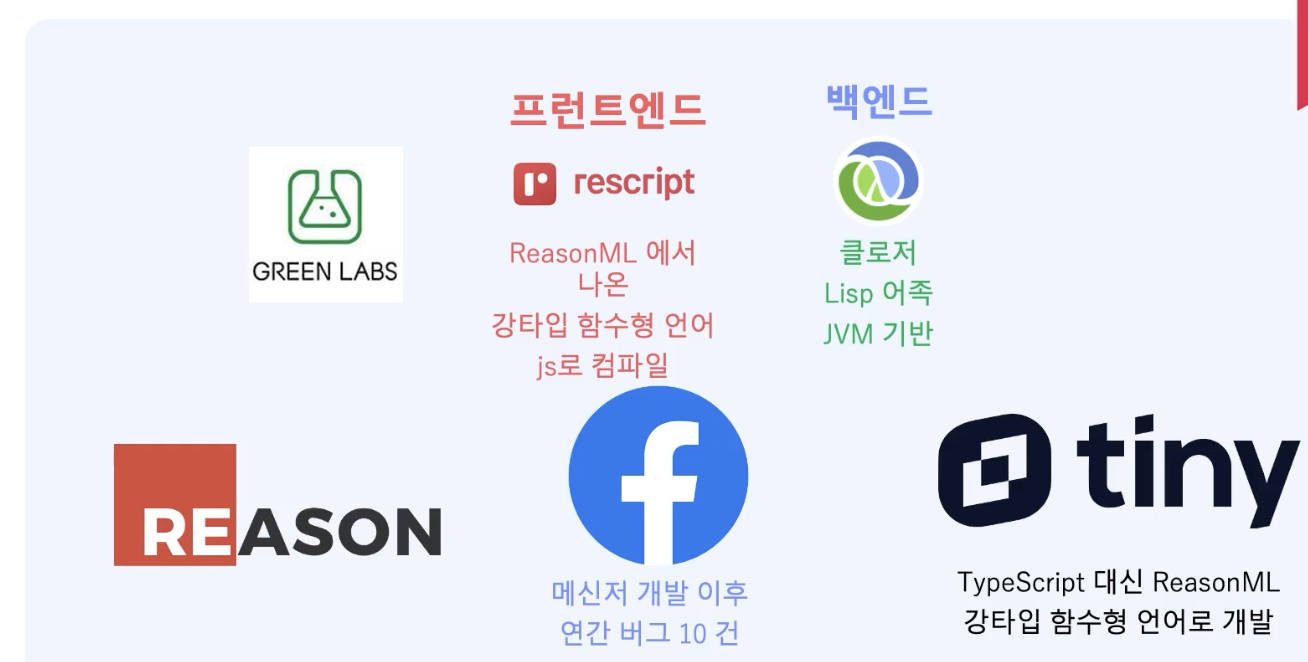 프런트엔드
백엔드
rescript
GREEN LABS
ReasonML 에서
나온
강타입 함수형 언어
js로 컴파일
클로저
Lisp 어족
JVM 기반
REASON
tiny
메신저 개발 이후
연간 버그 10 건
TypeScript 대신 ReasonML
강타입 함수형 언어로 개발